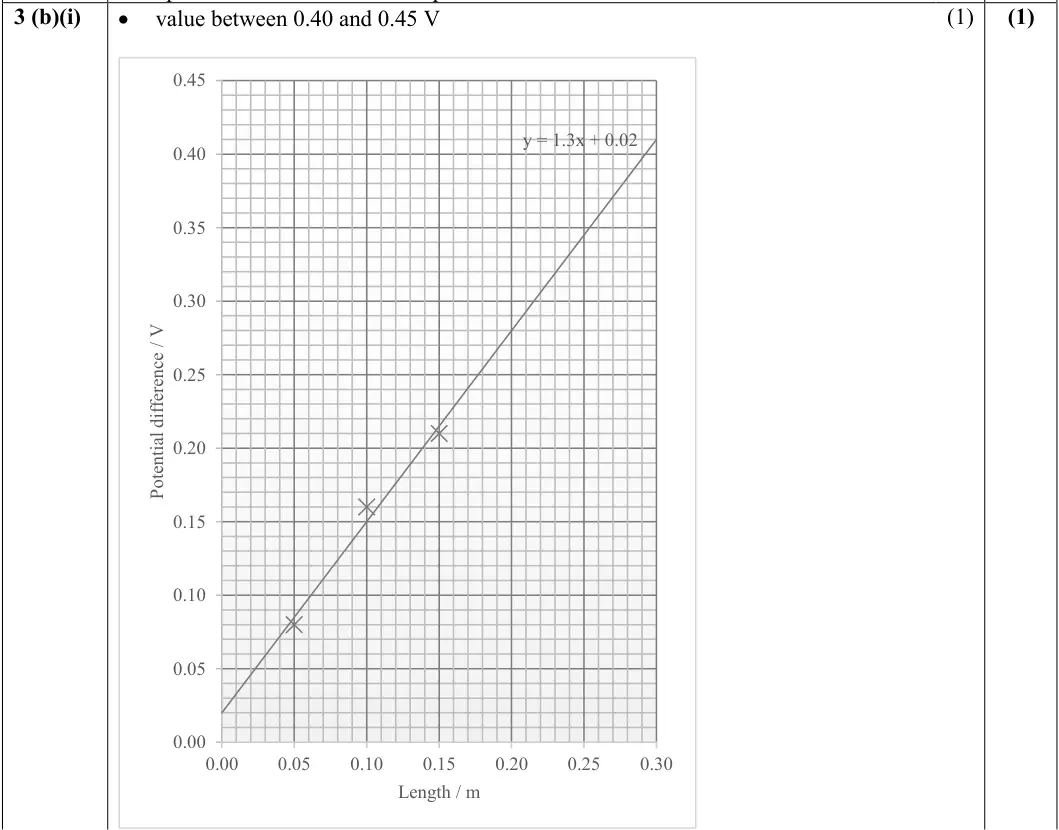 3 (b)(i)
• value between 0.40 and 0.45 V (1) (1)
0.45
y = 1.3x + 0.02
0.40
0.35
0.30
0.25
0.20
0.15
0.10
0.05
0.00
Potential difference / V
0.00 0.05 0.10 0.15 0.20 0.25 0.30
Length / m